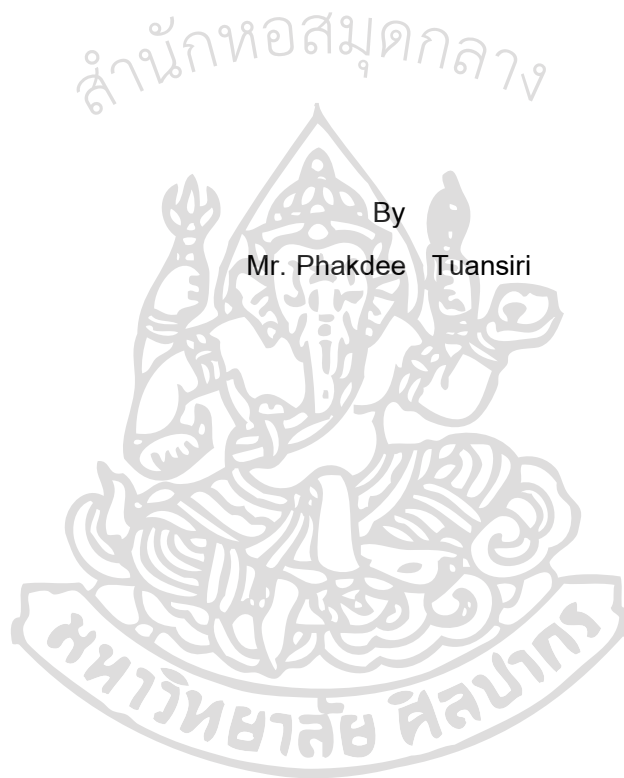 สำนักหอสมุดกลาง
By
Mr. Phakdee Tuansiri
มหาวิทยาลัย ศิลปากร